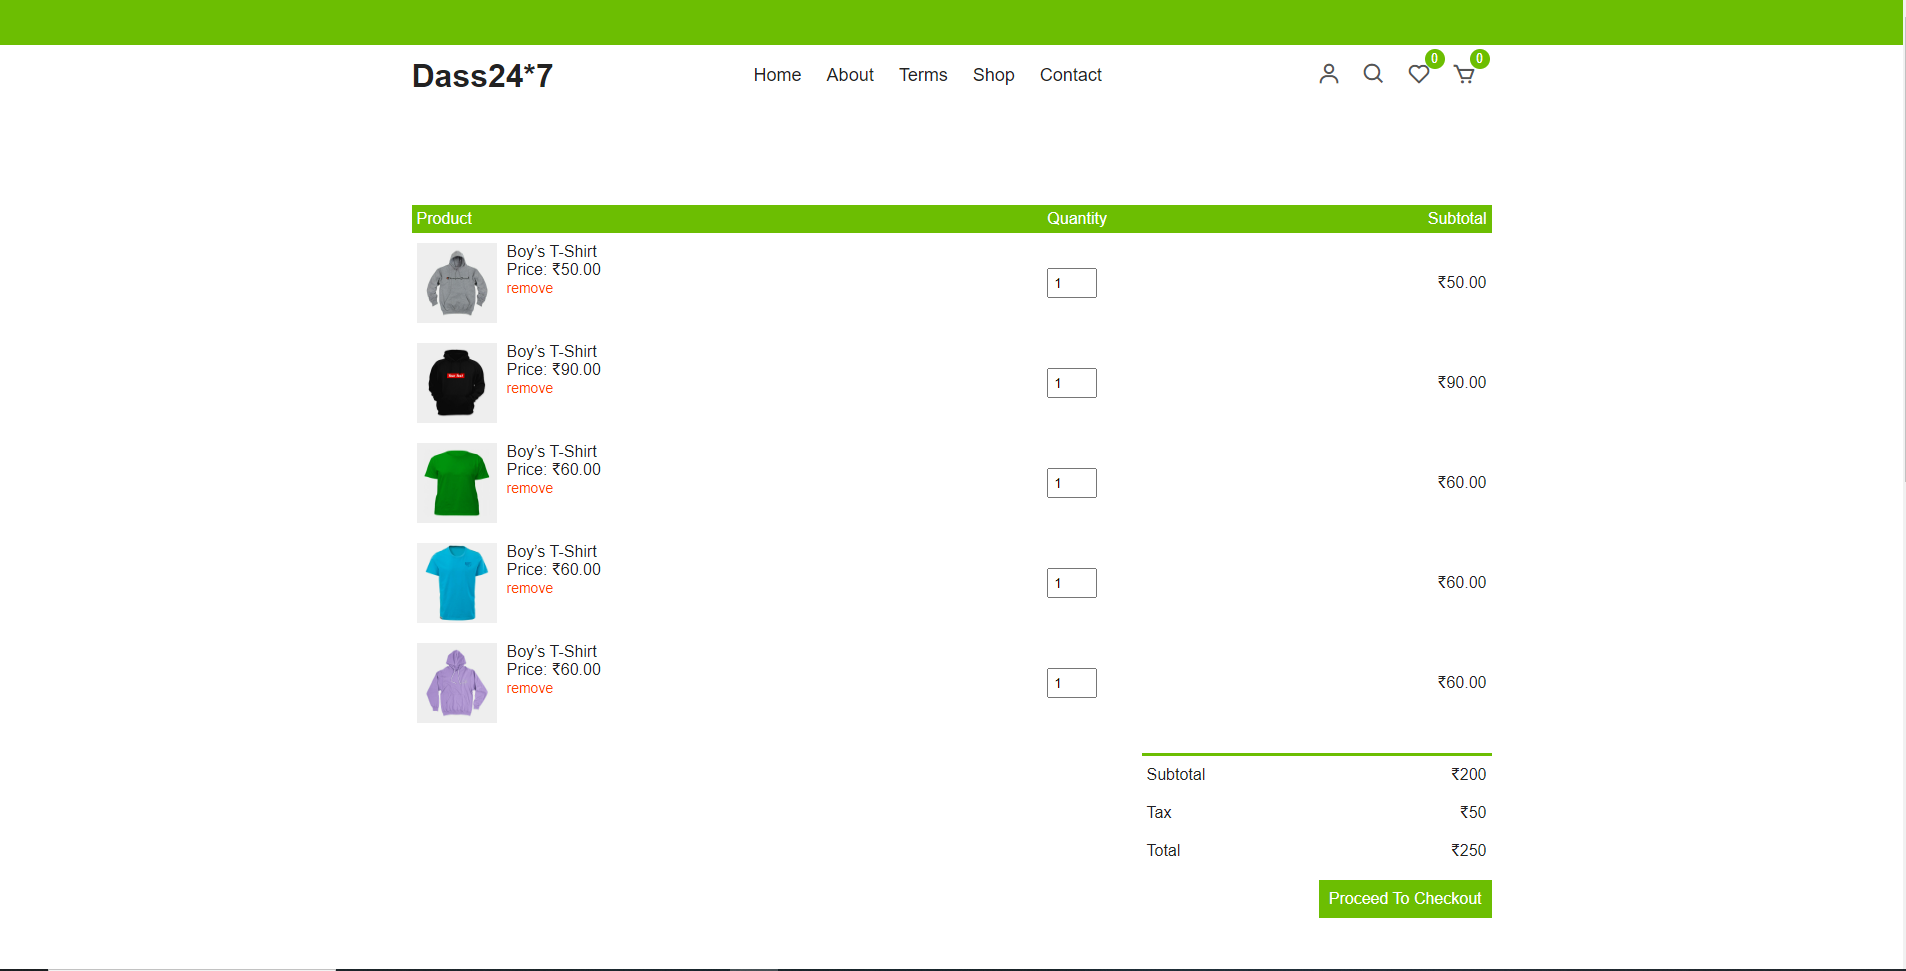 Dass24*7
Home About Terms Shop Contact
0 0
Product Quantity Subtotal
Boy’s T-Shirt
Price: ₹50.00
remove
1
₹50.00
Boy’s T-Shirt
Price: ₹90.00
remove
1
₹90.00
Boy’s T-Shirt
Price: ₹60.00
remove
1
₹60.00
Boy’s T-Shirt
Price: ₹60.00
remove
1
₹60.00
Boy’s T-Shirt
Price: ₹60.00
remove
1
₹60.00
Subtotal ₹200
Tax ₹50
Total ₹250
Proceed To Checkout